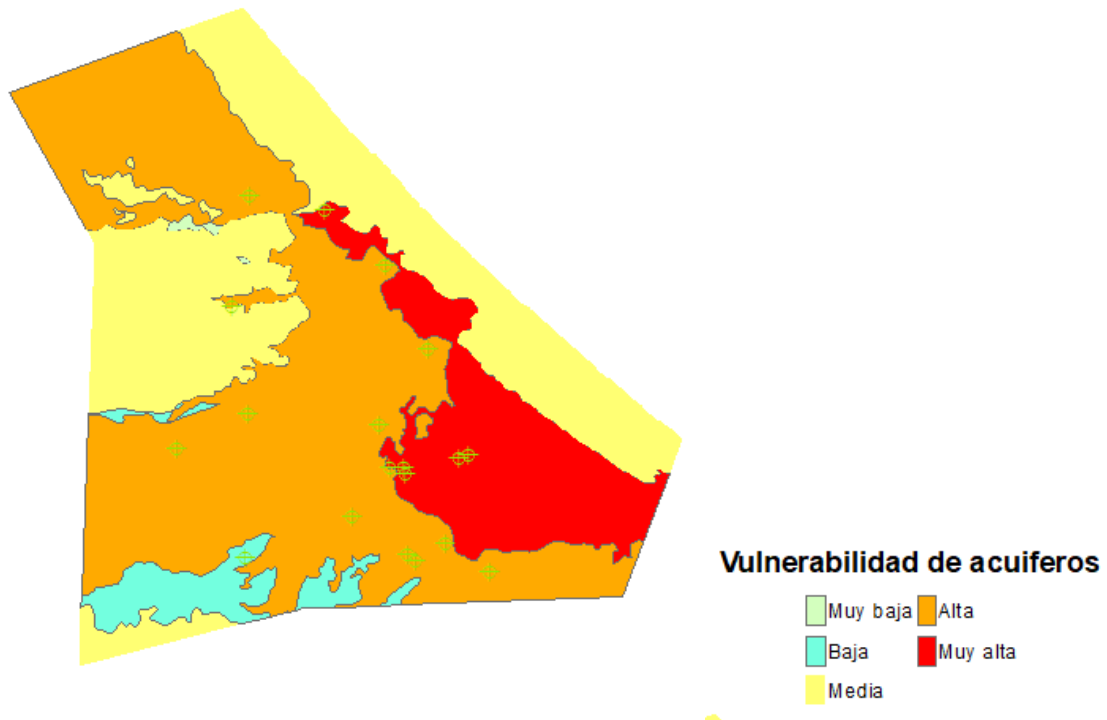 Vulnerabilidad de acuiferos
Muy baja
Alta
Baja
Muy alta
Media